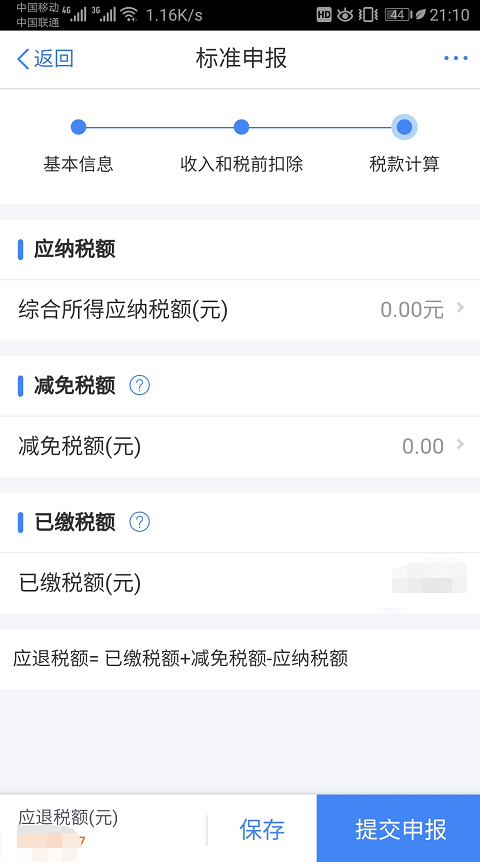 中国移动 4G 3G 1.16K/s HD 44 21:10
中国联通
返回 标准申报
基本信息 收入和税前扣除 税款计算
应纳税额
综合所得应纳税额(元) 0.00元
减免税额 ?
减免税额(元) 0.00
已缴税额 ?
已缴税额(元)
应退税额= 已缴税额+减免税额-应纳税额
应退税额(元)
7
保存 提交申报